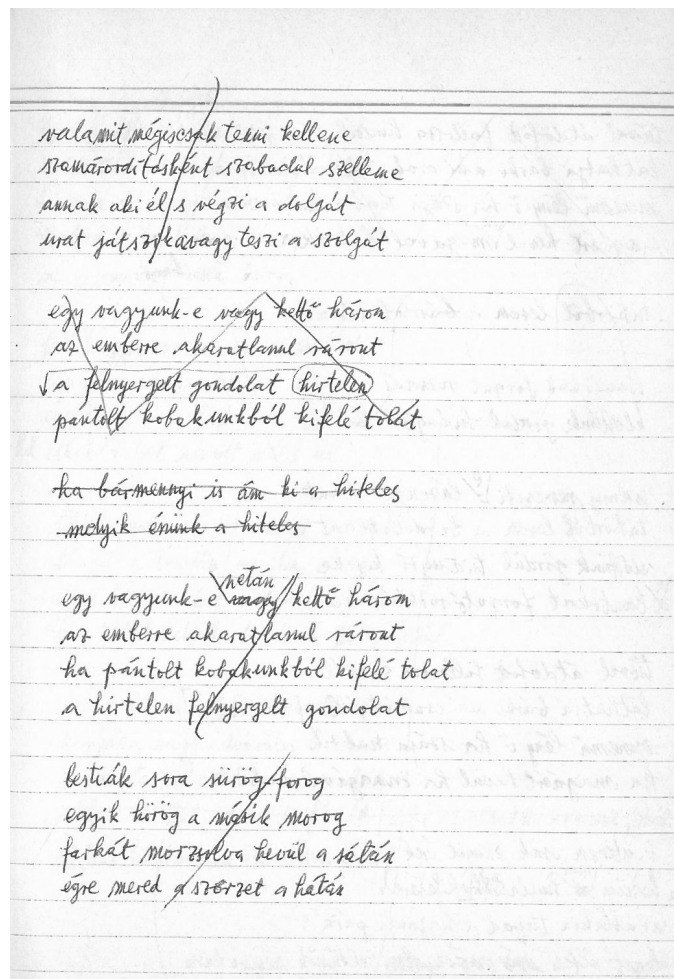 valamit mégiscsak tenni kellene
szamárordításként szabadul szelleme
annak aki él s végzi a dolgát
urat játszik avagy teszi a szolgát
egy vagyunk-e vagy kettő három
az emberre akaratlanul ráront
√ a felnyergelt gondolat hirtelen
pántolt kobakunkból kifelé tolat
ha bármennyi is ám ki a hiteles
melyik énünk a hiteles
netán
egy vagyunk-e vagy kettő három
az emberre akaratlanul ráront
ha pántolt kobakunkból kifelé tolat
a hirtelen felnyergelt gondolat
bestiák sora sürög-forog
egyik hörög a másik morog
farkát morzsolva hevül a sátán
égre mered a szőrzet a hátán